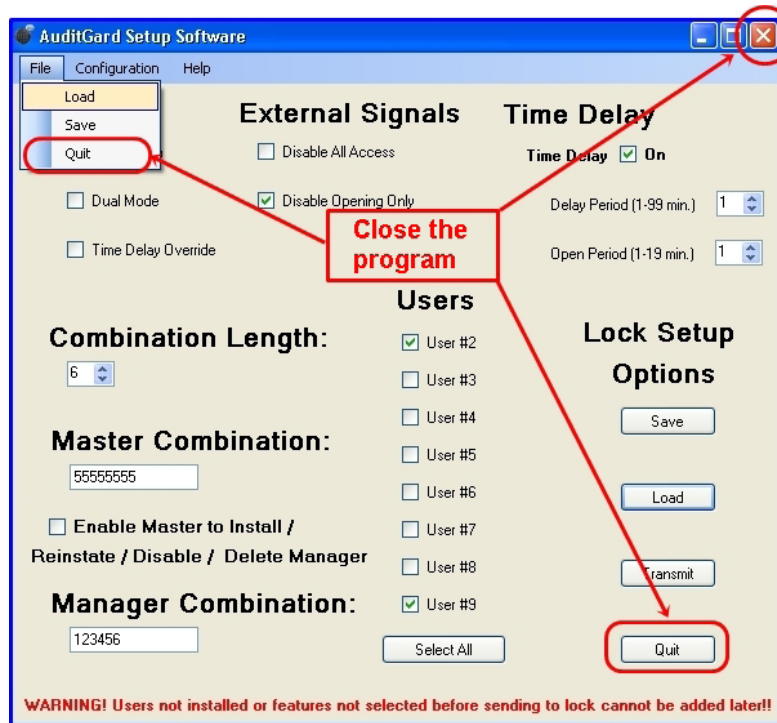 AuditGard Setup Software
File Configuration Help
Load
Save
Quit
External Signals
Disable All Access
Disable Opening Only
Time Delay
Time Delay On
Delay Period (1-99 min.) 1
Open Period (1-19 min.) 1
Dual Mode
Time Delay Override
Close the
program
Users
User #2
User #3
User #4
User #5
User #6
User #7
User #8
User #9
Select All
Combination Length:
6
Master Combination:
55555555
Enable Master to Install /
Reinstate / Disable / Delete Manager
Manager Combination:
123456
Lock Setup
Options
Save
Load
Transmit
Quit
WARNING! Users not installed or features not selected before sending to lock cannot be added later!!